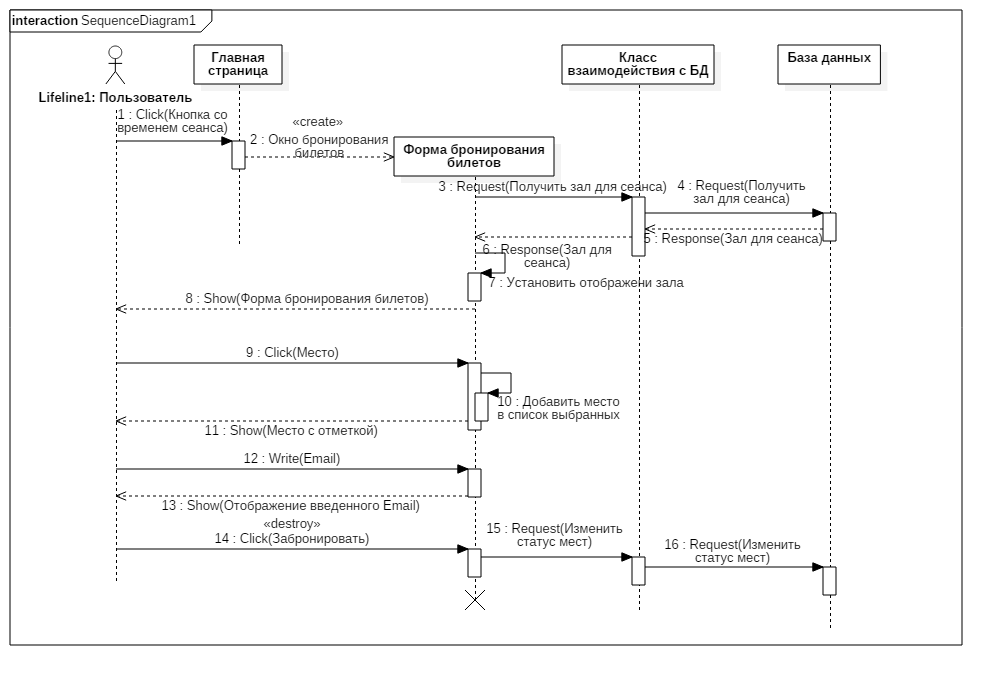 interaction SequenceDiagram1
Главная
страница
Класс
взаимодействия с БД
База данных
Lifeline1: Пользователь
1 : Click(Кнопка со
временем сеанса)
«create»
2 : Окно бронирования
билетов
Форма бронирования
билетов
3 : Request(Получить зал для сеанса)
4 : Request(Получить
зал для сеанса)
5 : Response(Зал для сеанса)
6 : Response(Зал для
сеанса)
7 : Установить отображени зала
8 : Show(Форма бронирования билетов)
9 : Click(Место)
10 : Добавить место
в список выбранных
11 : Show(Место с отметкой)
12 : Write(Email)
13 : Show(Отображение введенного Email)
«destroy»
14 : Click(Забронировать)
15 : Request(Изменить
статус мест)
16 : Request(Изменить
статус мест)